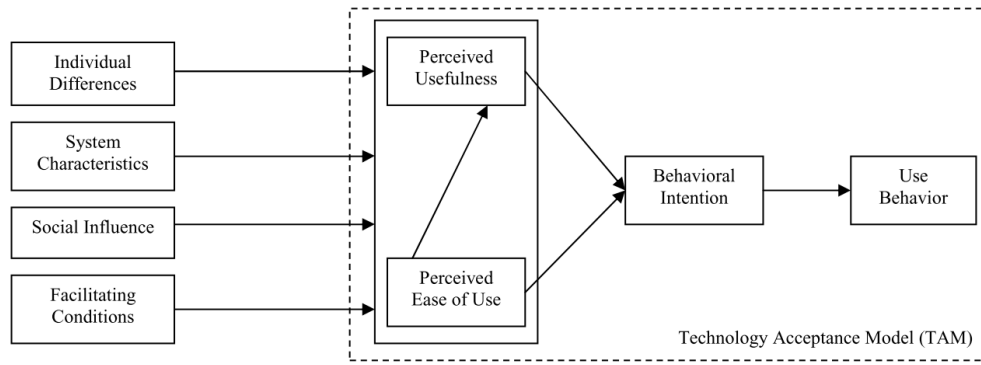 Individual
Differences
System
Characteristics
Social Influence
Facilitating
Conditions
Perceived
Usefulness
Perceived
Ease of Use
Behavioral
Intention
Use
Behavior
Technology Acceptance Model (TAM)